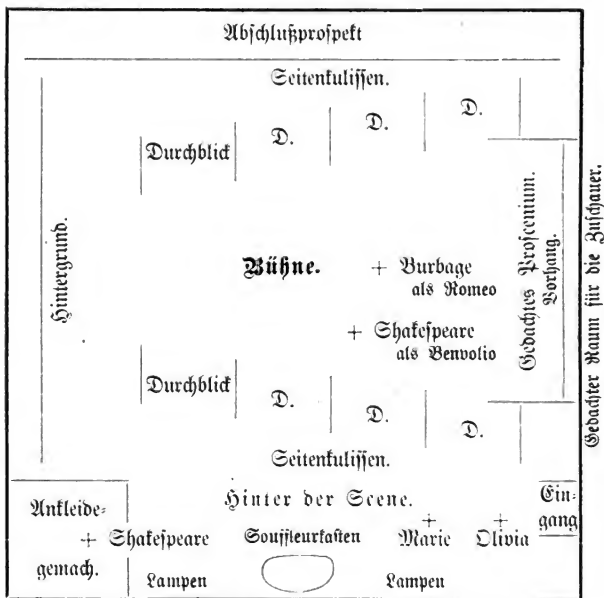 Abschlußprospekt
Seitenkulissen.
Durchblick
D.
D.
D.
Hintergrund.
Bühne.
+ Burbage
als Romeo
+ Shakespeare
als Benvolio
Gedachtes Proscenium.
Vorhang.
Gedachter Raum für die Zuschauer.
Durchblick
D.
D.
D.
Seitenkulissen.
Hinter der Scene.
Ankleide=
gemach.
+ Shakespeare
Souffleurkasten
+
Marie
+
Olivia
Ein=
gang
Lampen
Lampen